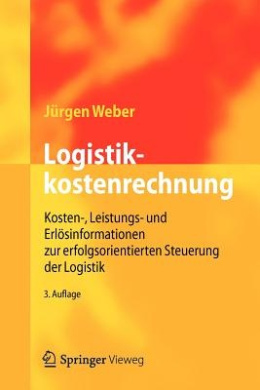 Jürgen Weber
Logistik-
kostenrechnung
Kosten-, Leistungs- und
Erlösinformationen
zur erfolgsorientierten Steuerung
der Logistik
3. Auflage
Springer Vieweg